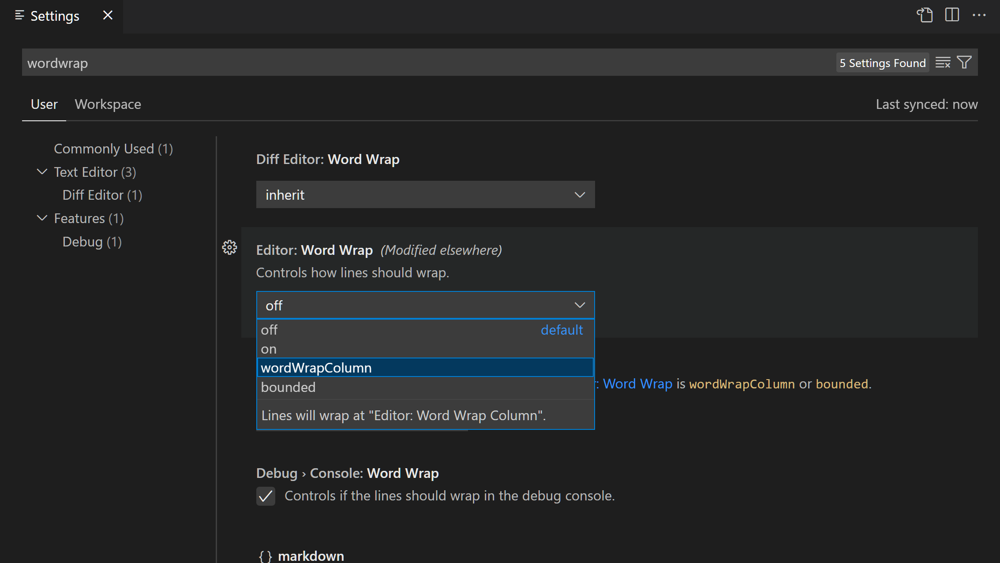 Settings
wordwrap
5 Settings Found
User
Workspace
Last synced: now
Commonly Used (1)
Text Editor (3)
Diff Editor (1)
Features (1)
Debug (1)
Diff Editor: Word Wrap
inherit
Editor: Word Wrap (Modified elsewhere)
Controls how lines should wrap.
off
off default
on
wordWrapColumn
bounded
: Word Wrap is wordWrapColumn or bounded.
Lines will wrap at "Editor: Word Wrap Column".
Debug › Console: Word Wrap
Controls if the lines should wrap in the debug console.
{} markdown